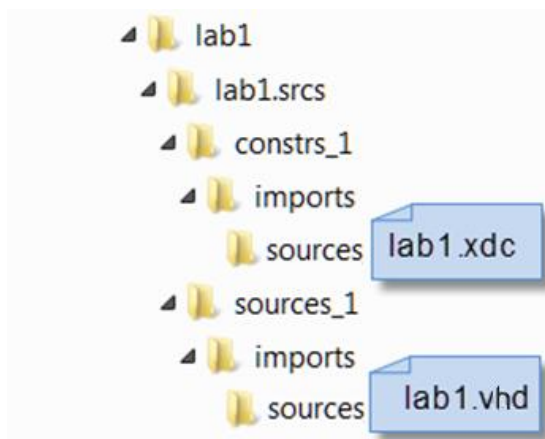 lab1
lab1.srcs
constrs_1
imports
sources lab1.xdc
sources_1
imports
sources lab1.vhd